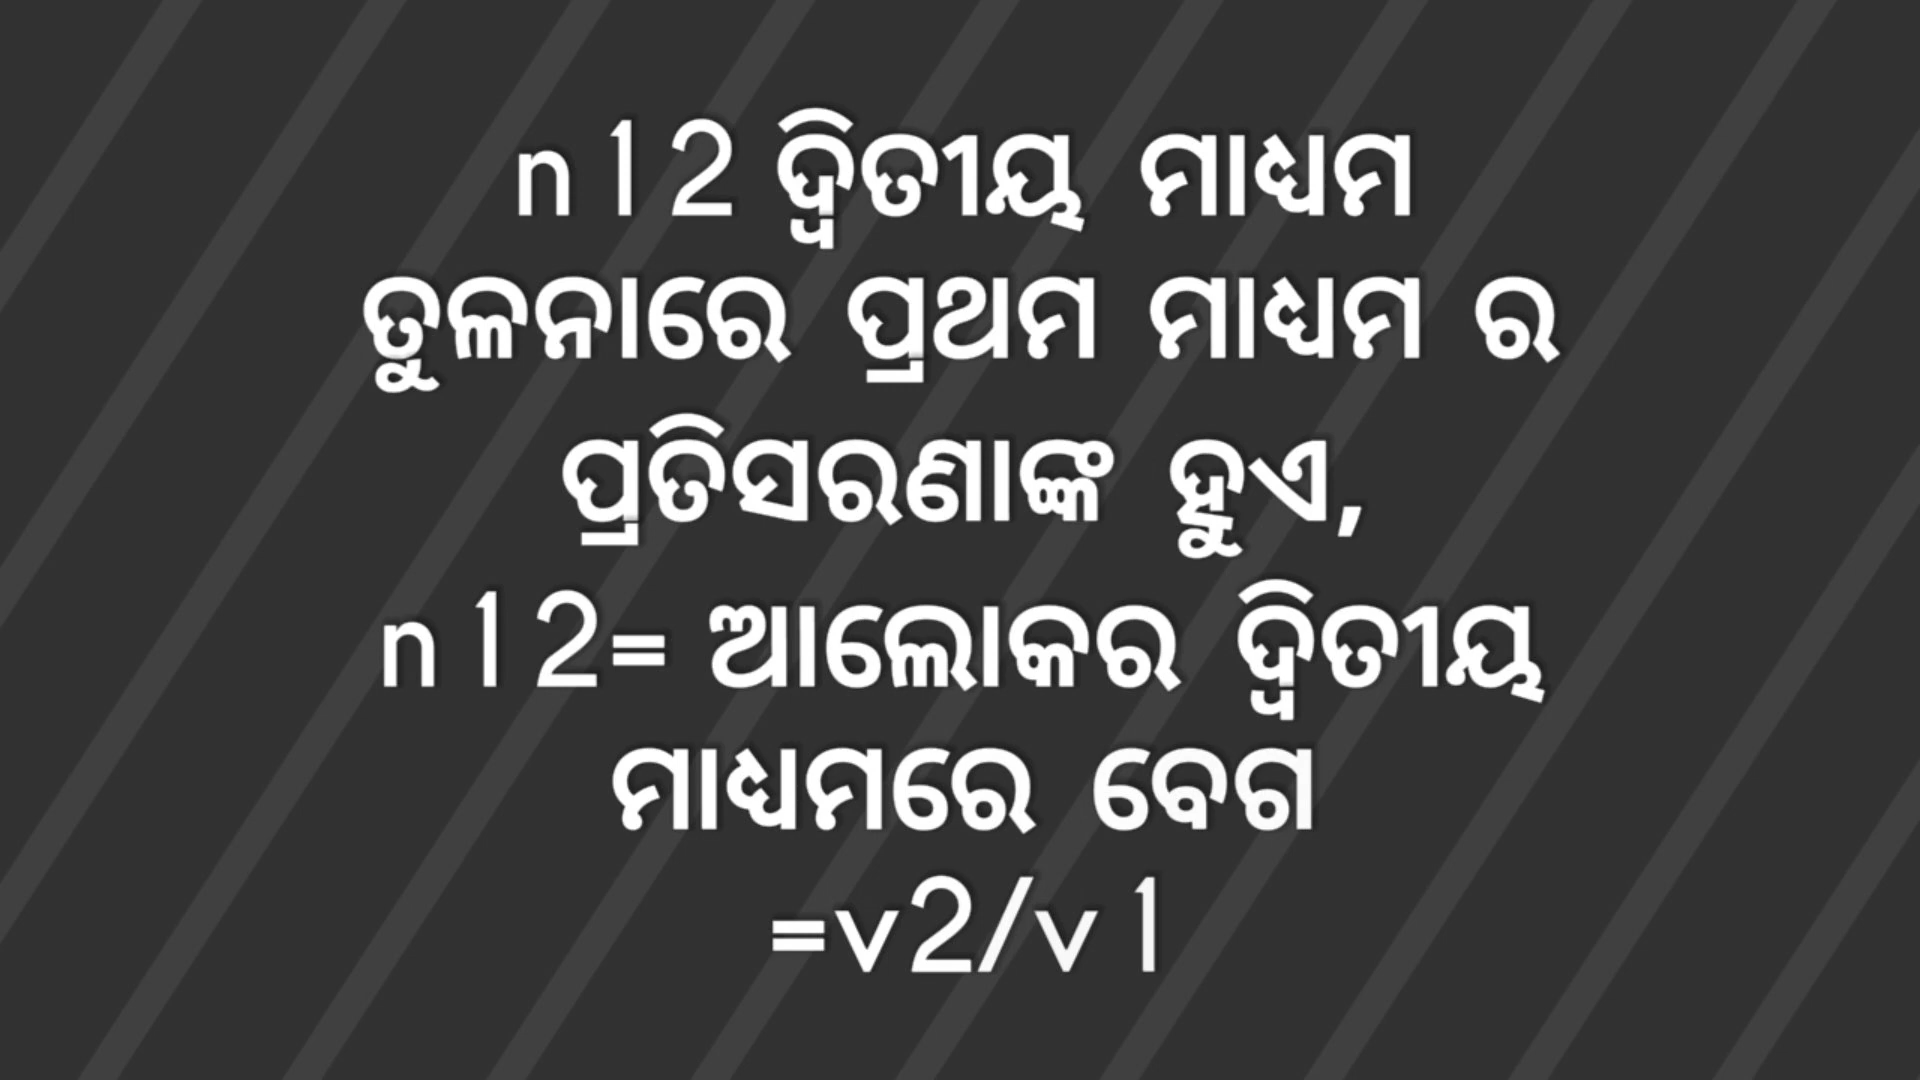 n12 ଦ୍ୱିତୀୟ ମାଧ୍ୟମ
ତୁଳନାରେ ପ୍ରଥମ ମାଧ୍ୟମ ର
ପ୍ରତିସରଣାଙ୍କ ହୁଏ,
n12= ଆଲୋକର ଦ୍ୱିତୀୟ
ମାଧ୍ୟମରେ ବେଗ
=v2/v1